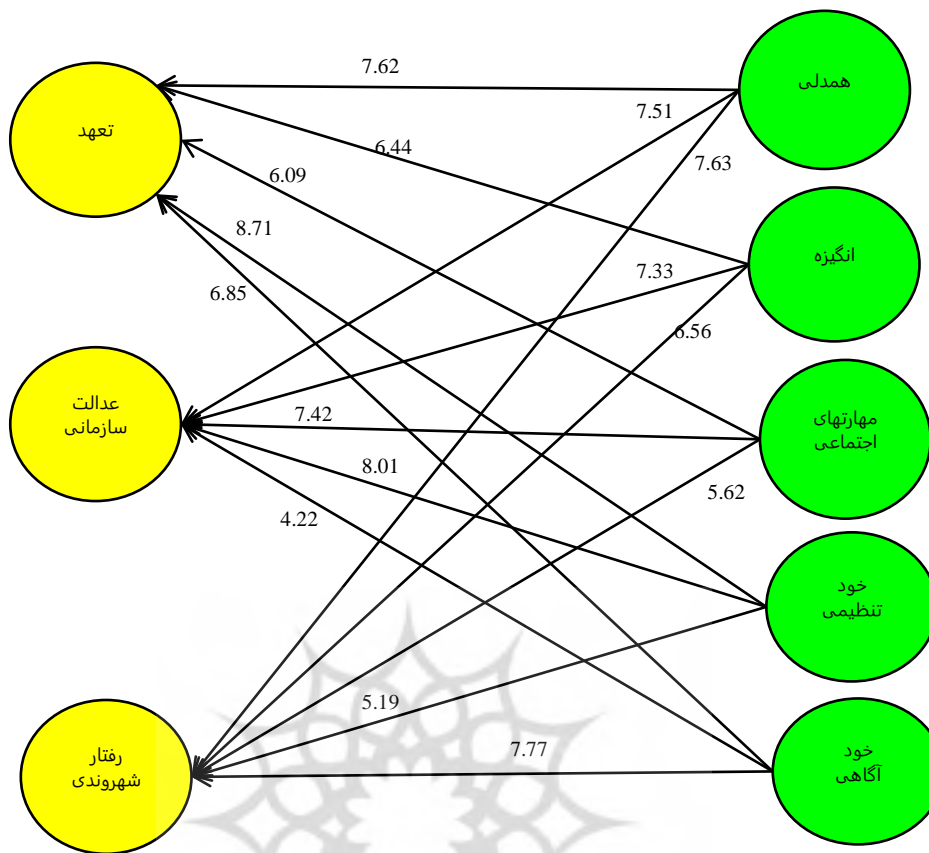 همدلی
7.62
تعهد
7.51
6.44
7.63
6.09
8.71
انگیزه
7.33
6.85
6.56
عدالت
سازمانی
7.42
مهارتهای
اجتماعی
8.01
5.62
4.22
خود
تنظیمی
5.19
رفتار
شهروندی
7.77
خود
آگاهی